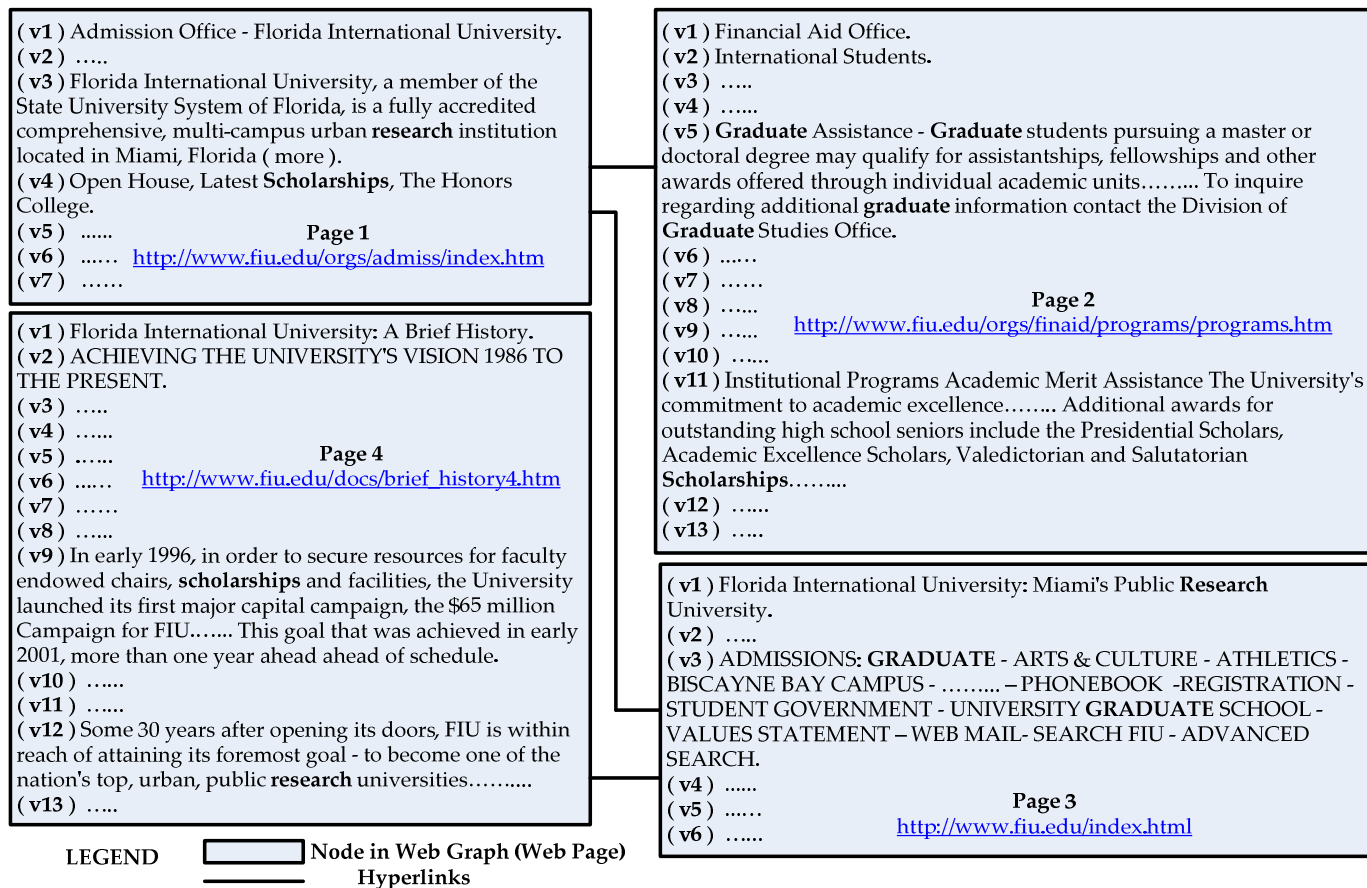 ( v1 ) Admission Office - Florida International University.
( v2 ) …..
( v3 ) Florida International University, a member of the
State University System of Florida, is a fully accredited
comprehensive, multi-campus urban research institution
located in Miami, Florida ( more ).
( v4 ) Open House, Latest Scholarships, The Honors
College.
( v5 ) ......
Page 1
( v6 ) ...… http://www.fiu.edu/orgs/admiss/index.htm
( v7 ) ……
( v1 ) Financial Aid Office.
( v2 ) International Students.
( v3 ) …..
( v4 ) …...
( v5 ) Graduate Assistance - Graduate students pursuing a master or
doctoral degree may qualify for assistantships, fellowships and other
awards offered through individual academic units…….... To inquire
regarding additional graduate information contact the Division of
Graduate Studies Office.
( v6 ) ...…
( v7 ) ……
( v8 ) …...
Page 2
( v9 ) …...
http://www.fiu.edu/orgs/finaid/programs/programs.htm
( v10 ) …...
( v11 ) Institutional Programs Academic Merit Assistance The University's
commitment to academic excellence…….. Additional awards for
outstanding high school seniors include the Presidential Scholars,
Academic Excellence Scholars, Valedictorian and Salutatorian
Scholarships……...
( v12 ) …...
( v13 ) …..
( v1 ) Florida International University: A Brief History.
( v2 ) ACHIEVING THE UNIVERSITY'S VISION 1986 TO
THE PRESENT.
( v3 ) …..
( v4 ) …...
( v5 ) …...
Page 4
( v6 ) ...… http://www.fiu.edu/docs/brief_history4.htm
( v7 ) ……
( v8 ) …...
( v9 ) In early 1996, in order to secure resources for faculty
endowed chairs, scholarships and facilities, the University
launched its first major capital campaign, the $65 million
Campaign for FIU……. This goal that was achieved in early
2001, more than one year ahead ahead of schedule.
( v10 ) …...
( v11 ) …...
( v12 ) Some 30 years after opening its doors, FIU is within
reach of attaining its foremost goal - to become one of the
nation's top, urban, public research universities……....
( v13 ) …..
( v1 ) Florida International University: Miami's Public Research
University.
( v2 ) …..
( v3 ) ADMISSIONS: GRADUATE - ARTS & CULTURE - ATHLETICS -
BISCAYNE BAY CAMPUS - …….... – PHONEBOOK -REGISTRATION -
STUDENT GOVERNMENT - UNIVERSITY GRADUATE SCHOOL -
VALUES STATEMENT – WEB MAIL- SEARCH FIU - ADVANCED
SEARCH.
( v4 ) ......
( v5 ) ...…
Page 3
( v6 ) …...
http://www.fiu.edu/index.html
LEGEND
Node in Web Graph (Web Page)
Hyperlinks